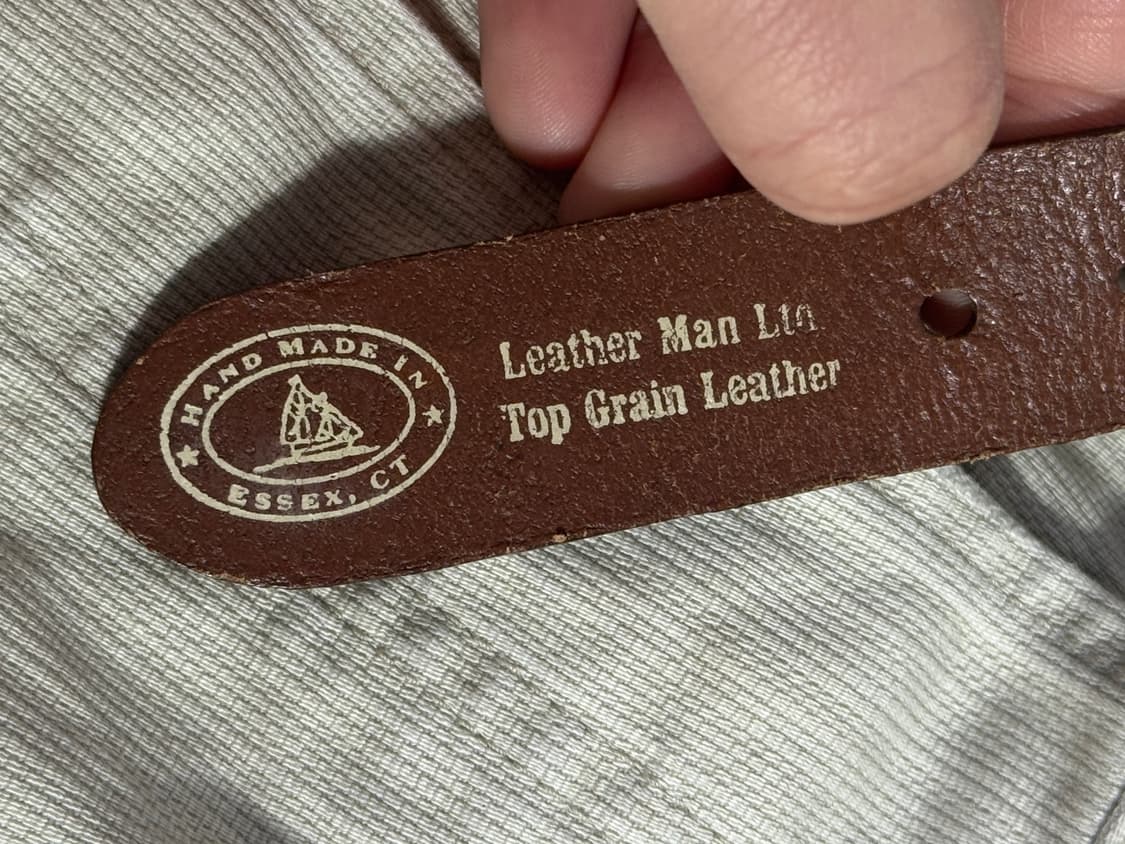 HAND MADE IN
ESSEX, CT
Leather Man Ltd
Top Grain Leather